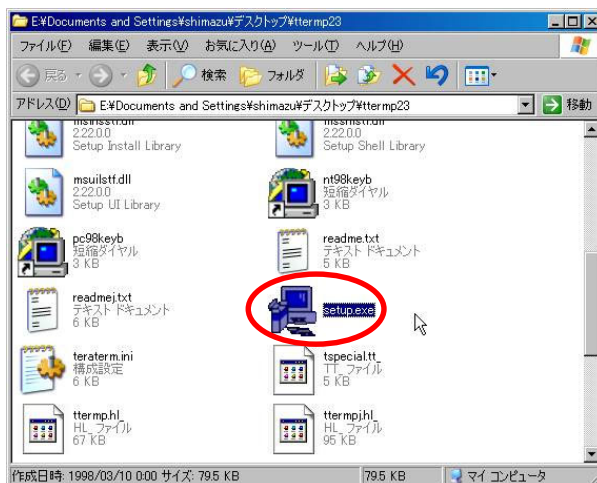 E:¥Documents and Settings¥shimazu¥デスクトップ¥ttermp23
ファイル(F) 編集(E) 表示(V) お気に入り(A) ツール(T) ヘルプ(H)
戻る 検索 フォルダ
アドレス(D) E:¥Documents and Settings¥shimazu¥デスクトップ¥ttermp23 移動
2.22.0.0 2.22.0.0
Setup Install Library Setup Shell Library
msuilstf.dll nt98keyb
2.22.0.0 短縮ダイヤル
Setup UI Library 3 KB
pc98keyb readme.txt
短縮ダイヤル テキスト ドキュメント
3 KB 5 KB
readmej.txt setup.exe
テキスト ドキュメント
6 KB
teraterm.ini tspecial.tt_
構成設定 TT_ ファイル
6 KB 5 KB
ttermp.hl_ ttermpj.hl_
HL_ ファイル HL_ ファイル
67 KB 95 KB
作成日時: 1998/03/10 0:00 サイズ: 79.5 KB 79.5 KB マイ コンピュータ